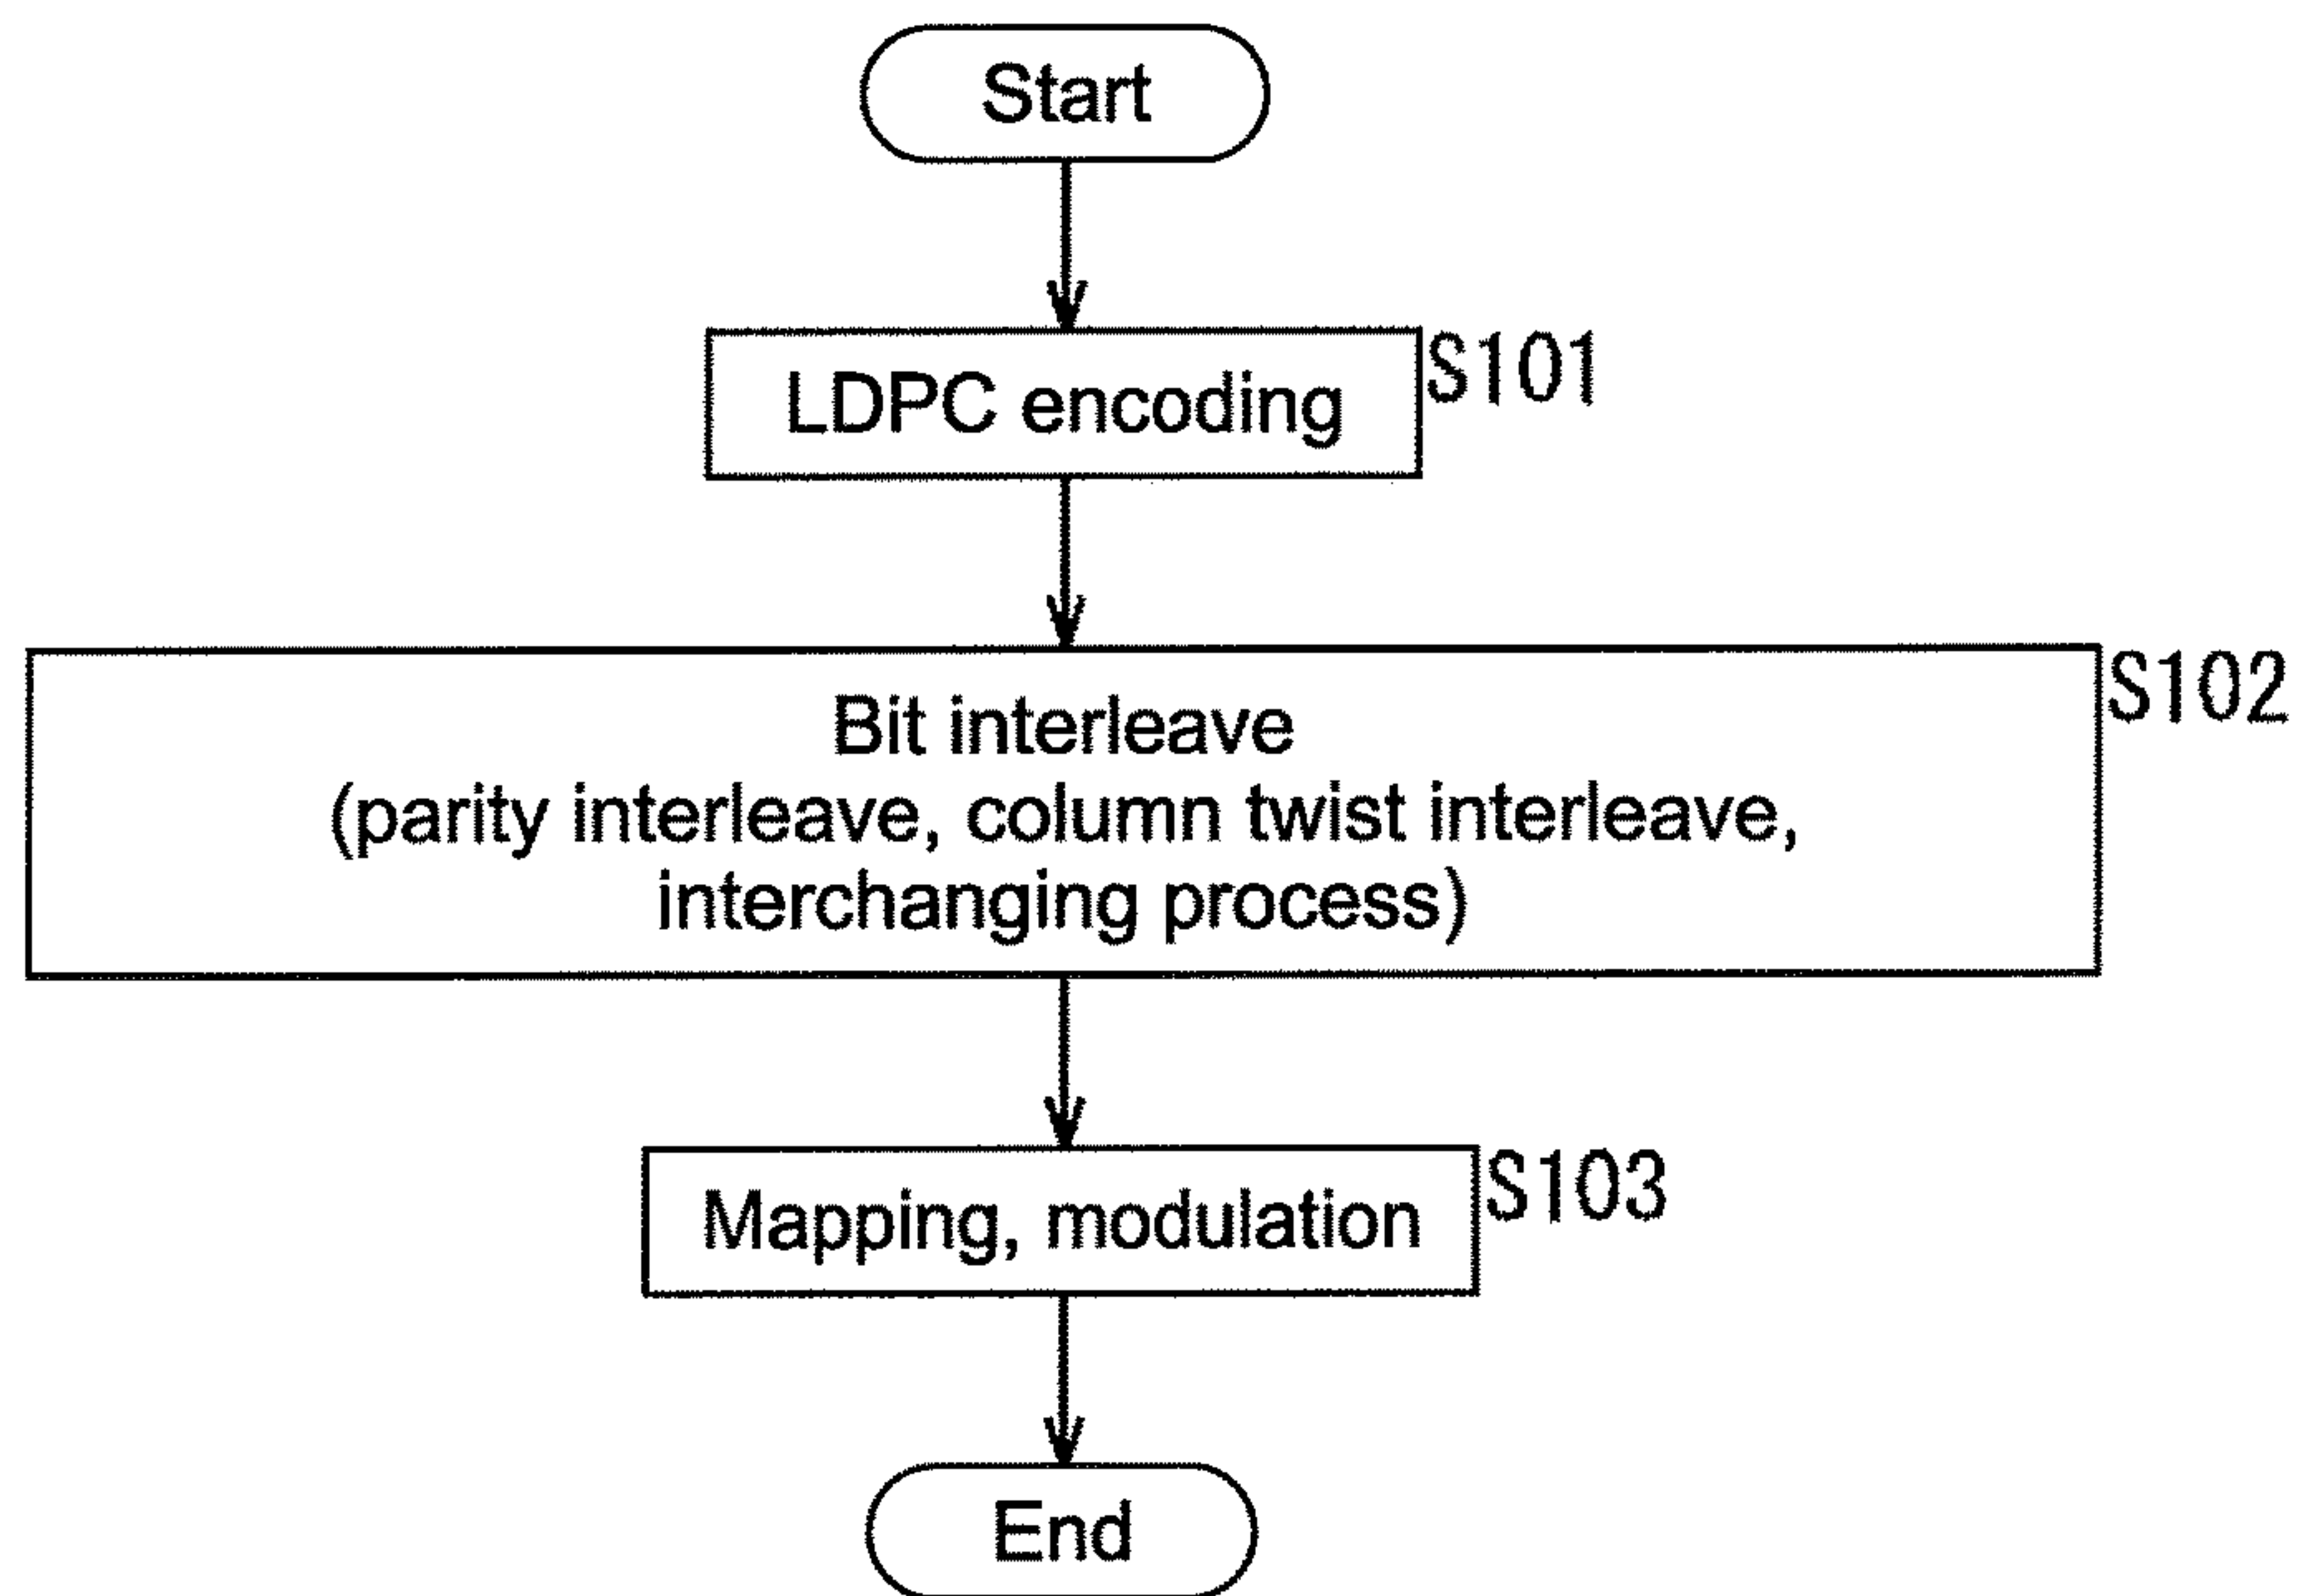 Start
LDPC encoding
S101
Bit interleave
(parity interleave, column twist interleave,
interchanging process)
S102
Mapping, modulation
S103
End